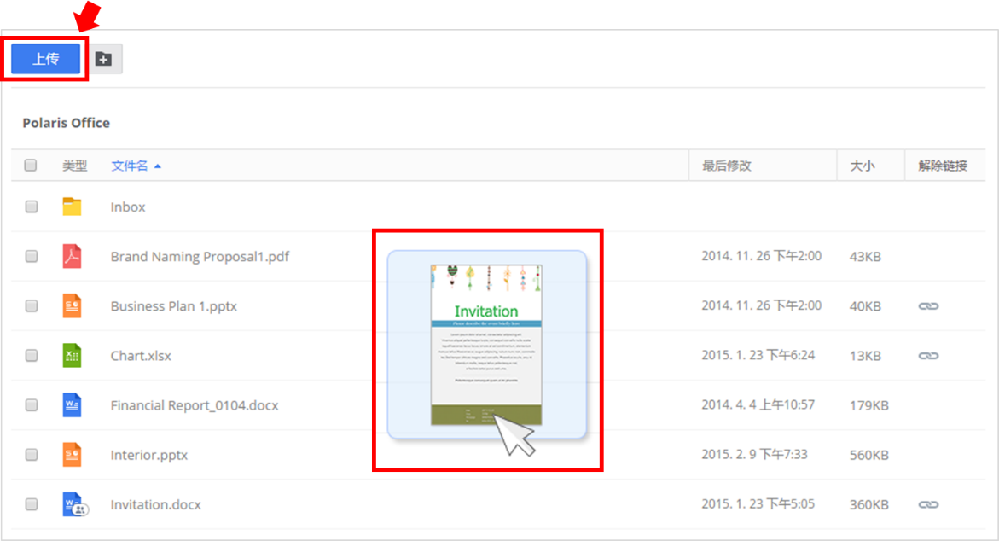 上传
Polaris Office
类型 文件名 最后修改 大小 解除链接
Inbox
Brand Naming Proposal1.pdf 2014. 11. 26 下午2:00 43KB
Business Plan 1.pptx 2014. 11. 26 下午2:00 40KB
Chart.xlsx 2015. 1. 23 下午6:24 13KB
Financial Report_0104.docx 2014. 4. 4 上午10:57 179KB
Interior.pptx 2015. 2. 9 下午7:33 560KB
Invitation.docx 2015. 1. 23 下午5:05 360KB
Invitation